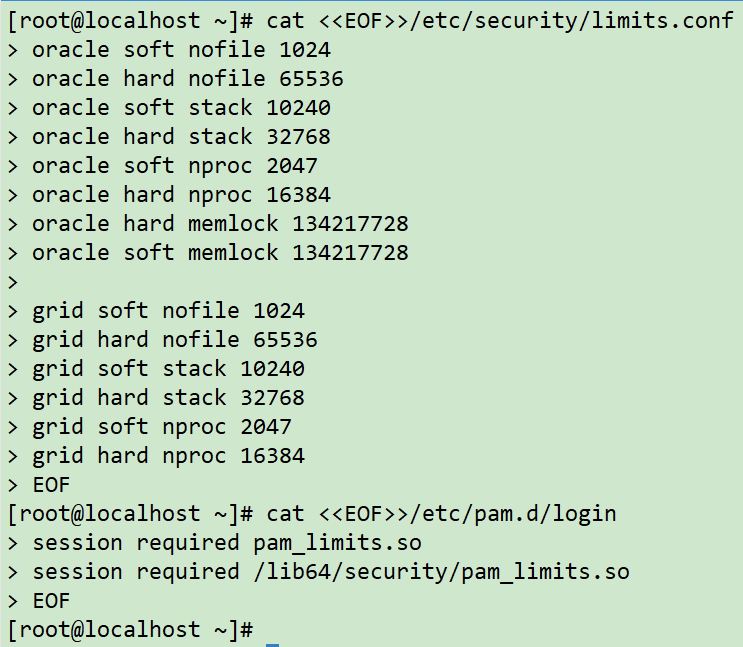 [root@localhost ~]# cat <<EOF>>/etc/security/limits.conf
> oracle soft nofile 1024
> oracle hard nofile 65536
> oracle soft stack 10240
> oracle hard stack 32768
> oracle soft nproc 2047
> oracle hard nproc 16384
> oracle hard memlock 134217728
> oracle soft memlock 134217728
>
> grid soft nofile 1024
> grid hard nofile 65536
> grid soft stack 10240
> grid hard stack 32768
> grid soft nproc 2047
> grid hard nproc 16384
> EOF
[root@localhost ~]# cat <<EOF>>/etc/pam.d/login
> session required pam_limits.so
> session required /lib64/security/pam_limits.so
> EOF
[root@localhost ~]#